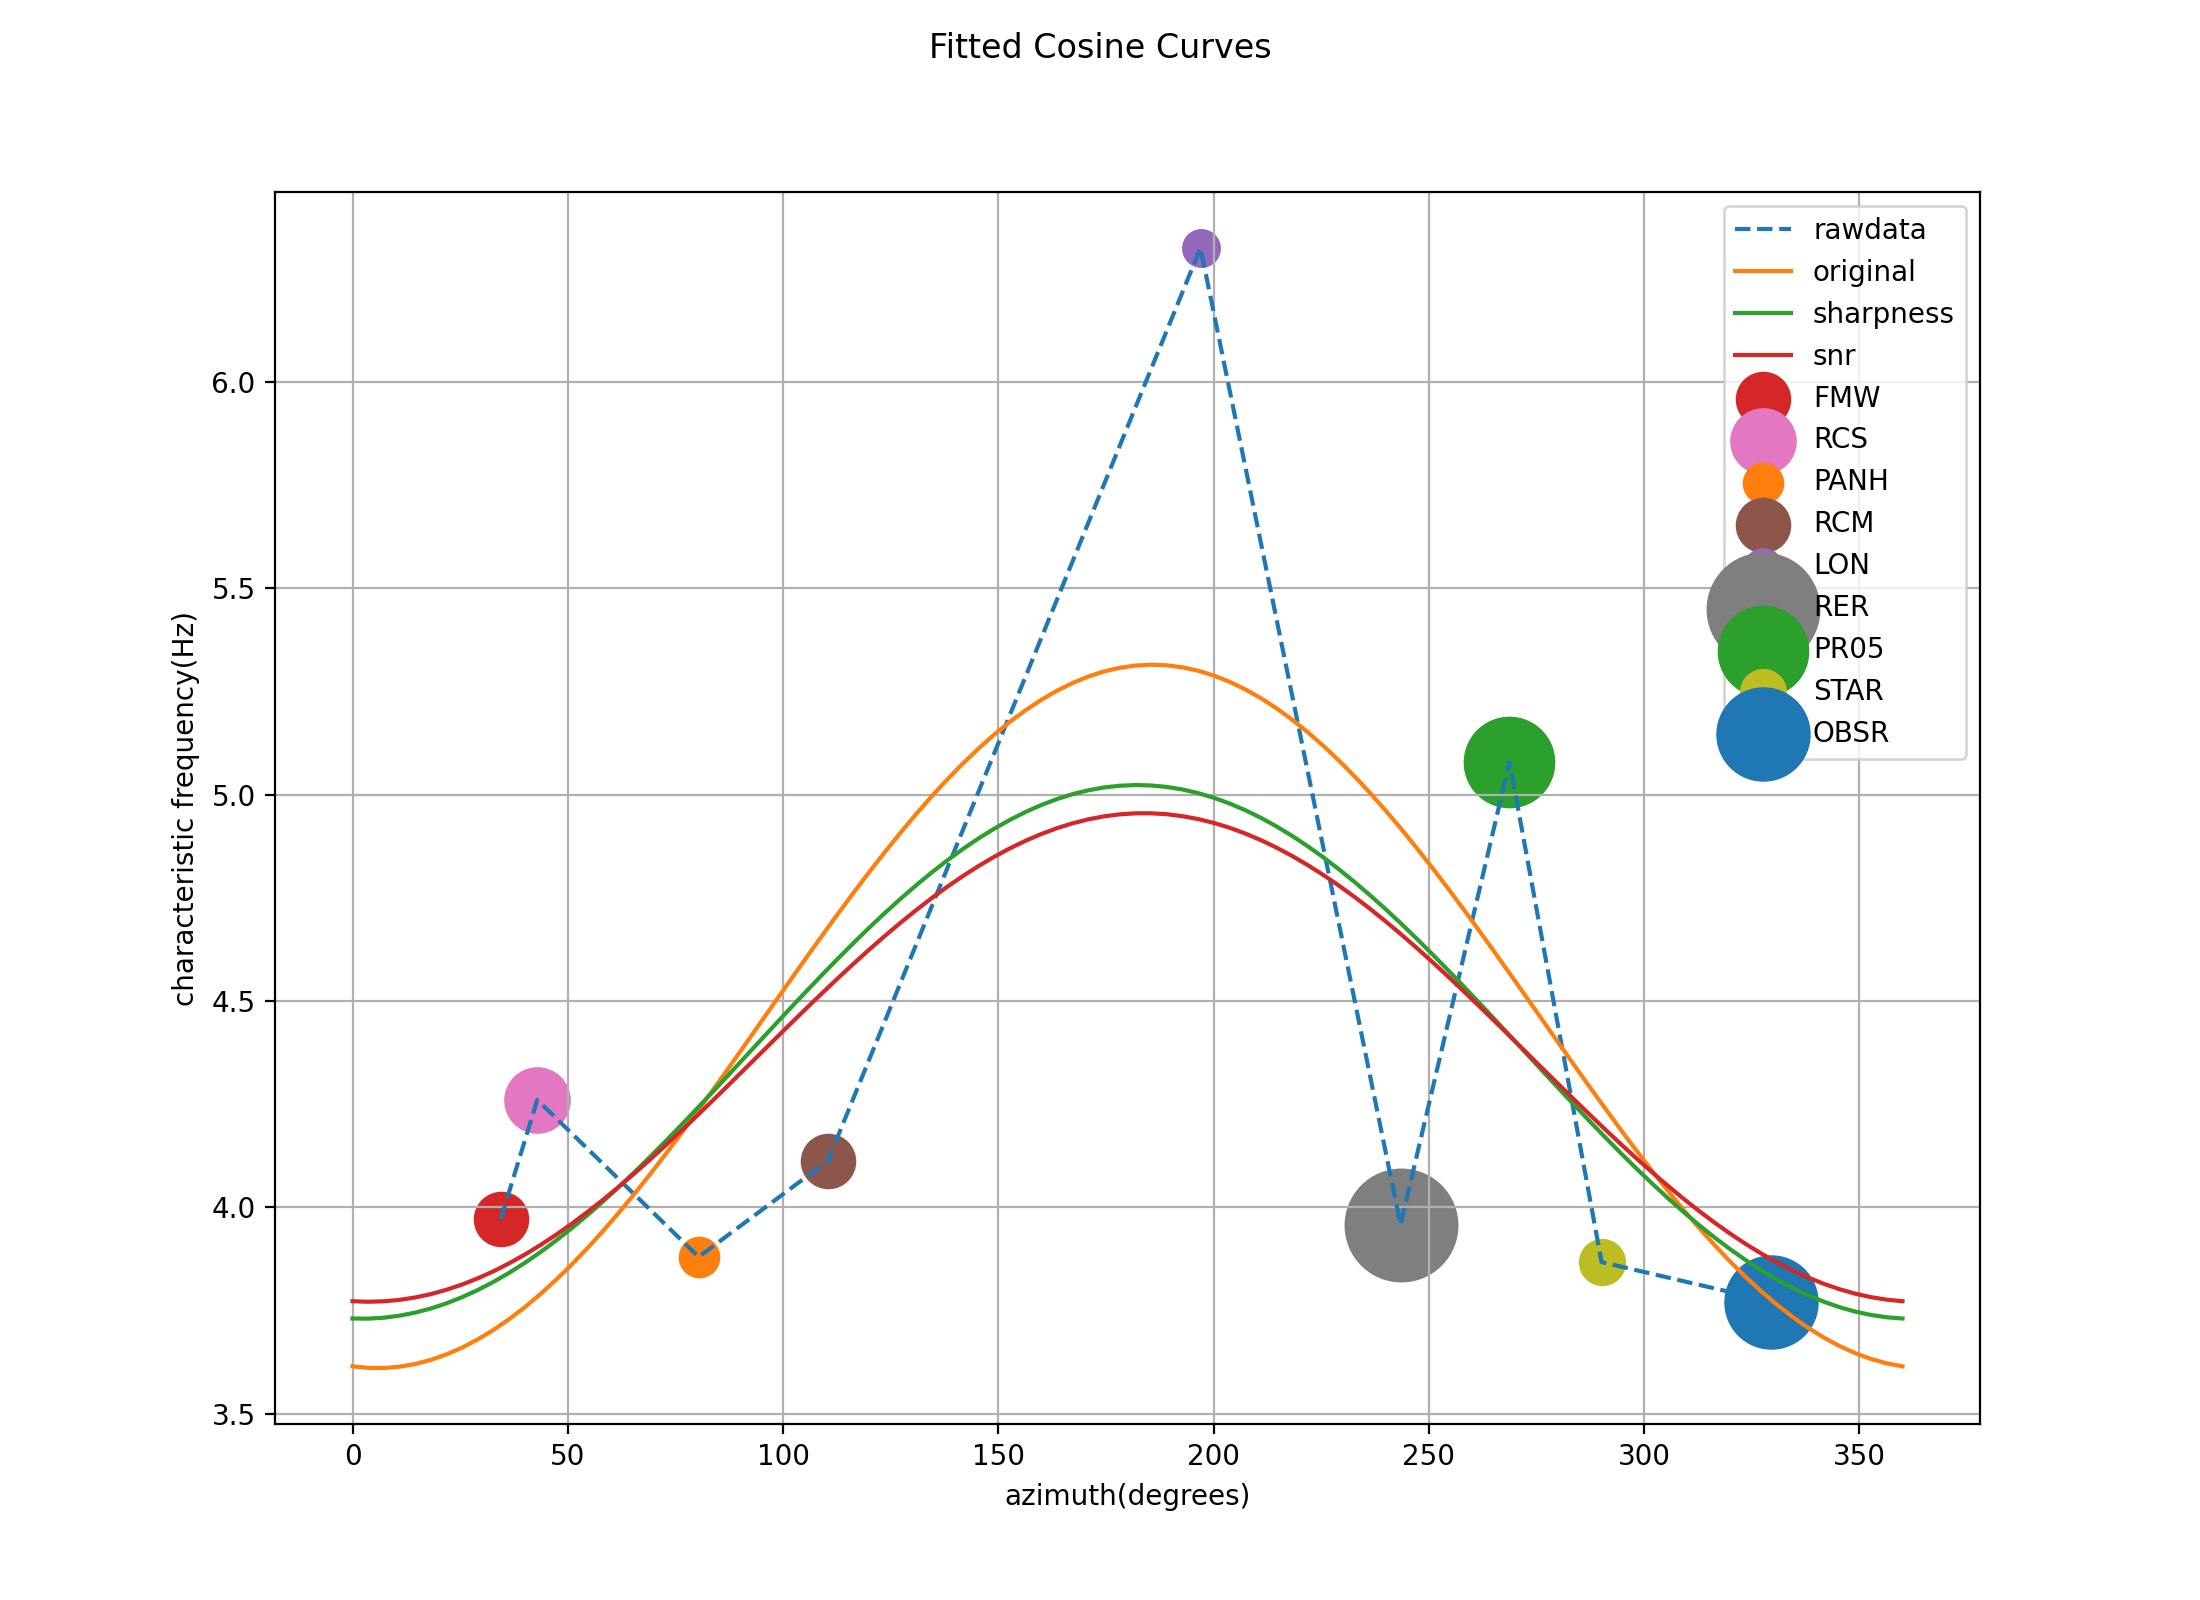 Fitted Cosine Curves
characteristic frequency(Hz)
6.0
5.5
5.0
4.5
4.0
3.5
0 50 100 150 200 250 300 350
azimuth(degrees)
rawdata
original
sharpness
snr
FMW
RCS
PANH
RCM
LON
RER
PR05
STAR
OBSR